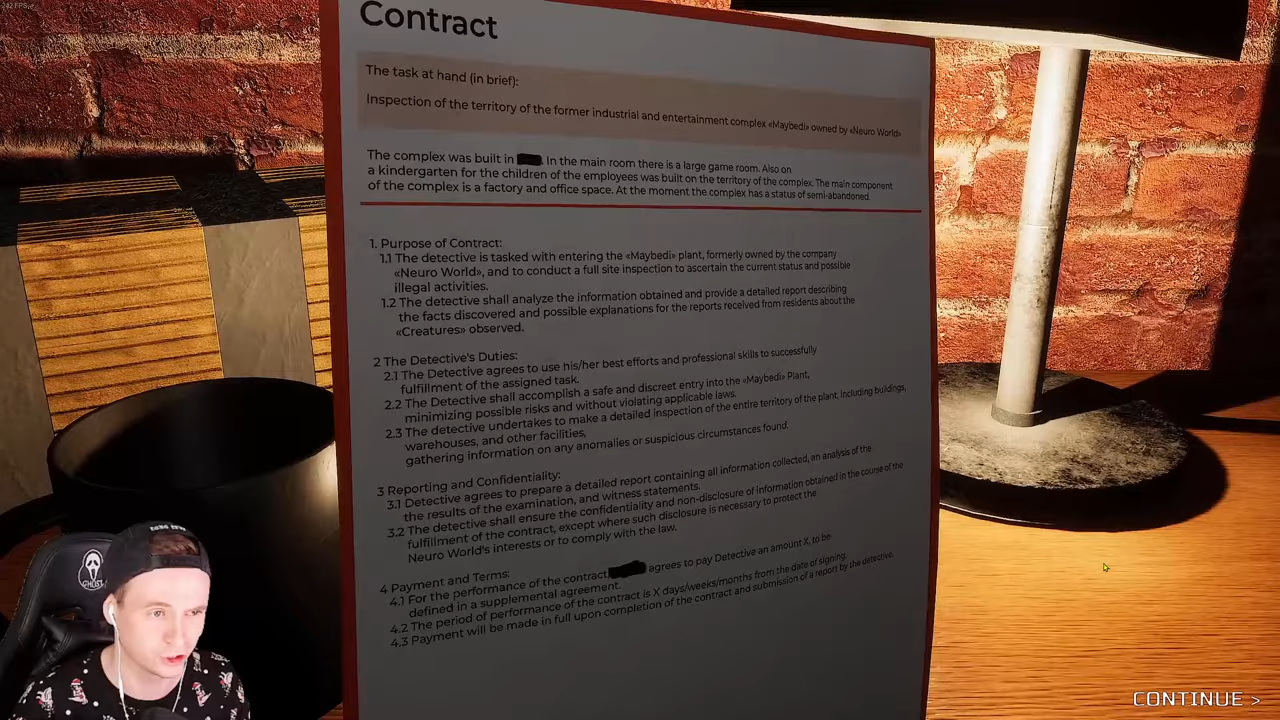 242 FPS
Contract
The task at hand (in brief):
Inspection of the territory of the former industrial and entertainment complex «Maybedi» owned by «Neuro World»
The complex was built in . In the main room there is a large game room. Also on
a kindergarten for the children of the employees was built on the territory of the complex. The main component
of the complex is a factory and office space. At the moment the complex has a status of semi-abandoned.
1. Purpose of Contract:
1.1 The detective is tasked with entering the «Maybedi» plant, formerly owned by the company
«Neuro World», and to conduct a full site inspection to ascertain the current status and possible
illegal activities.
1.2 The detective shall analyze the information obtained and provide a detailed report describing
the facts discovered and possible explanations for the reports received from residents about the
«Creatures» observed.
2 The Detective's Duties:
2.1 The Detective agrees to use his/her best efforts and professional skills to successfully
fulfillment of the assigned task.
2.2 The Detective shall accomplish a safe and discreet entry into the «Maybedi» Plant,
minimizing possible risks and without violating applicable laws.
2.3 The detective undertakes to make a detailed inspection of the entire territory of the plant, including buildings,
warehouses, and other facilities,
gathering information on any anomalies or suspicious circumstances found.
3 Reporting and Confidentiality:
3.1 Detective agrees to prepare a detailed report containing all information collected, an analysis of the
the results of the examination, and witness statements.
3.2 The detective shall ensure the confidentiality and non-disclosure of information obtained in the course of the
fulfillment of the contract, except where such disclosure is necessary to protect the
Neuro World's interests or to comply with the law.
4 Payment and Terms:
4.1 For the performance of the contract agrees to pay Detective an amount X, to be
defined in a supplemental agreement.
4.2 The period of performance of the contract is X days/weeks/months from the date of signing.
4.3 Payment will be made in full upon completion of the contract and submission of a report by the detective.
GHOST
CONTINUE >